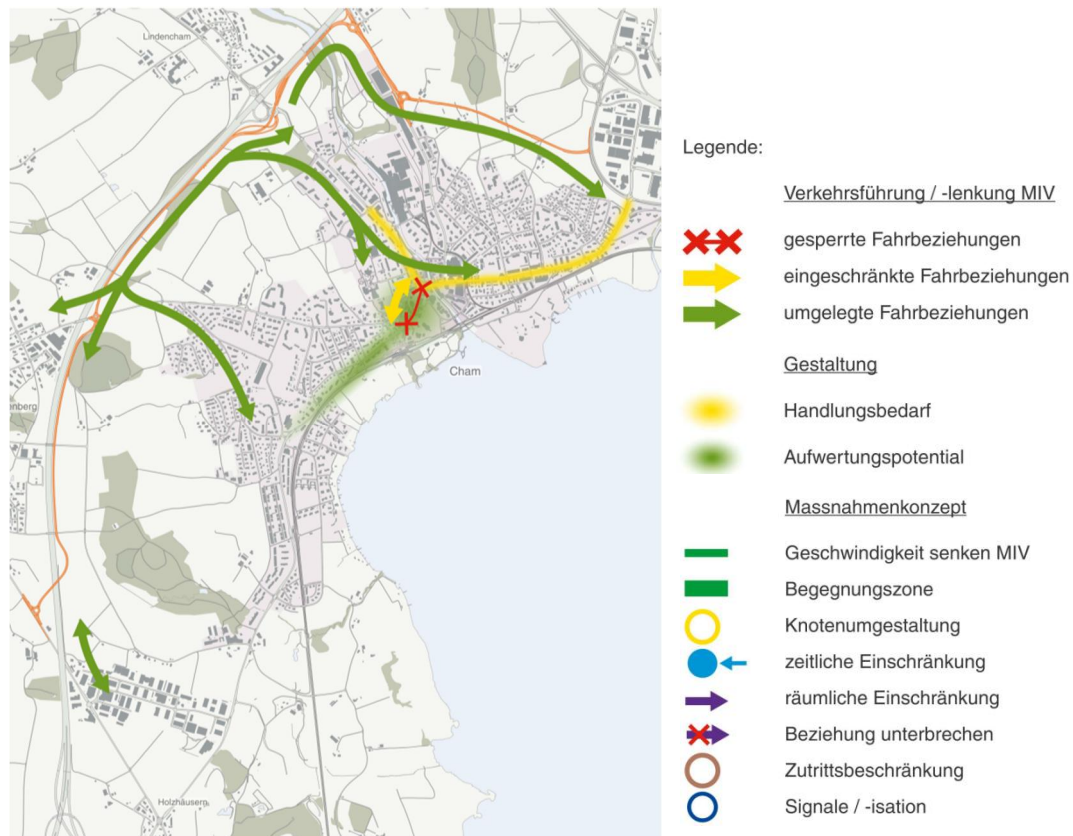 Lindencham
Cham
enberg
Holzhäusern
Legende:
Verkehrsführung / -lenkung MIV
gesperrte Fahrbeziehungen
eingeschränkte Fahrbeziehungen
umgelegte Fahrbeziehungen
Gestaltung
Handlungsbedarf
Aufwertungspotential
Massnahmenkonzept
Geschwindigkeit senken MIV
Begegnungszone
Knotenumgestaltung
zeitliche Einschränkung
räumliche Einschränkung
Beziehung unterbrechen
Zutrittsbeschränkung
Signale / -isation